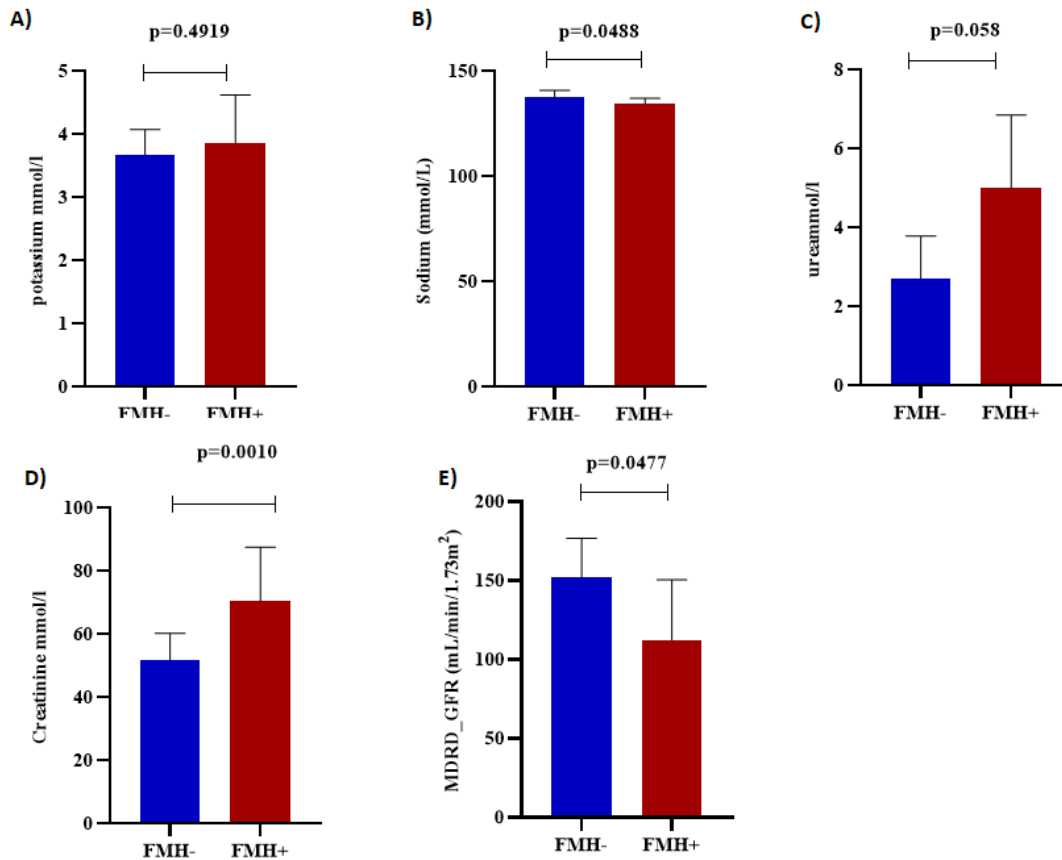 A)
p=0.4919
potassium mmol/l
5
4
3
2
1
0
FMH-
FMH+
B)
p=0.0488
Sodium (mmol/L)
150
100
50
0
FMH-
FMH+
C)
p=0.058
ureammol/l
8
6
4
2
0
FMH-
FMH+
D)
p=0.0010
Creatinine mmol/l
100
80
60
40
20
0
FMH-
FMH+
E)
p=0.0477
MDRD_GFR (mL/min/1.73m²)
200
150
100
50
0
FMH-
FMH+